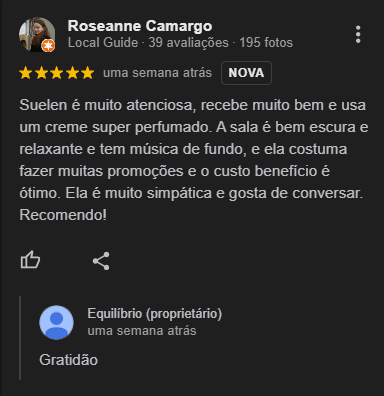 Roseanne Camargo
Local Guide · 39 avaliações · 195 fotos
uma semana atrás NOVA
Suelen é muito atenciosa, recebe muito bem e usa
um creme super perfumado. A sala é bem escura e
relaxante e tem música de fundo, e ela costuma
fazer muitas promoções e o custo benefício é
ótimo. Ela é muito simpática e gosta de conversar.
Recomendo!
Equilíbrio (proprietário)
uma semana atrás
Gratidão